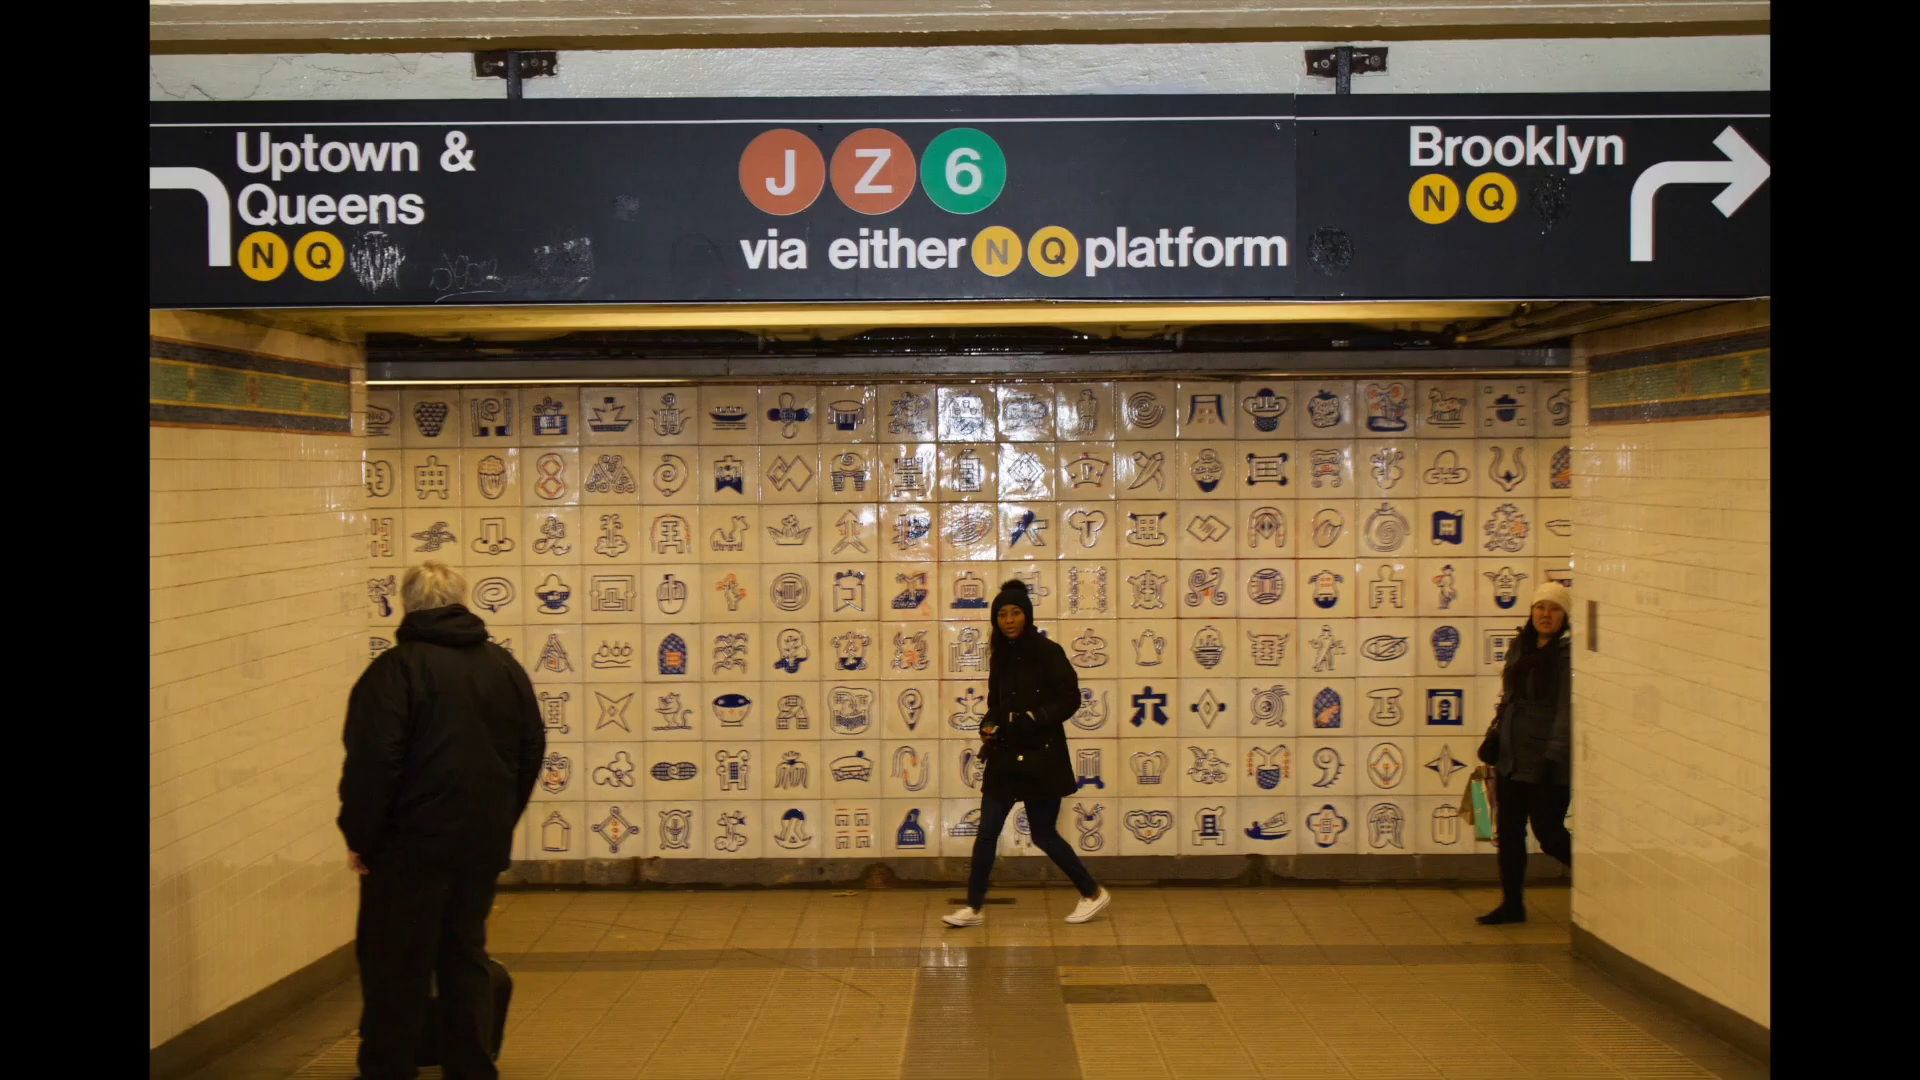 Uptown &
Queens
N Q
J Z 6
via either N Q platform
Brooklyn
N Q